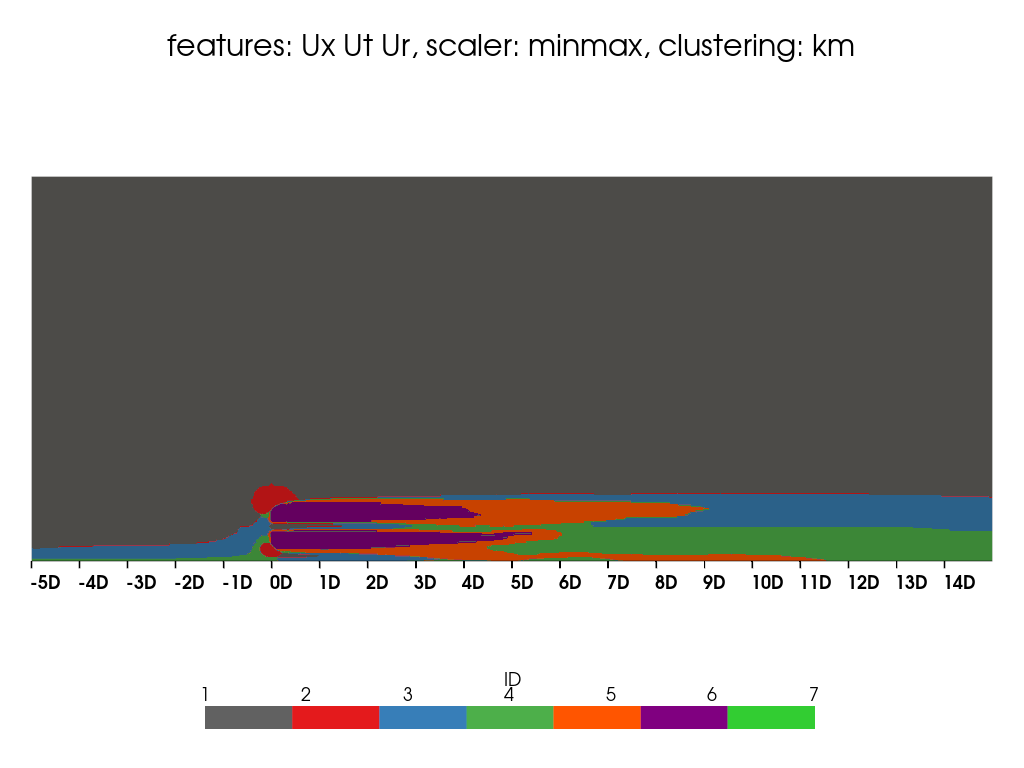 features: Ux Ut Ur, scaler: minmax, clustering: km
-5D -4D -3D -2D -1D 0D 1D 2D 3D 4D 5D 6D 7D 8D 9D 10D 11D 12D 13D 14D
ID
1 2 3 4 5 6 7